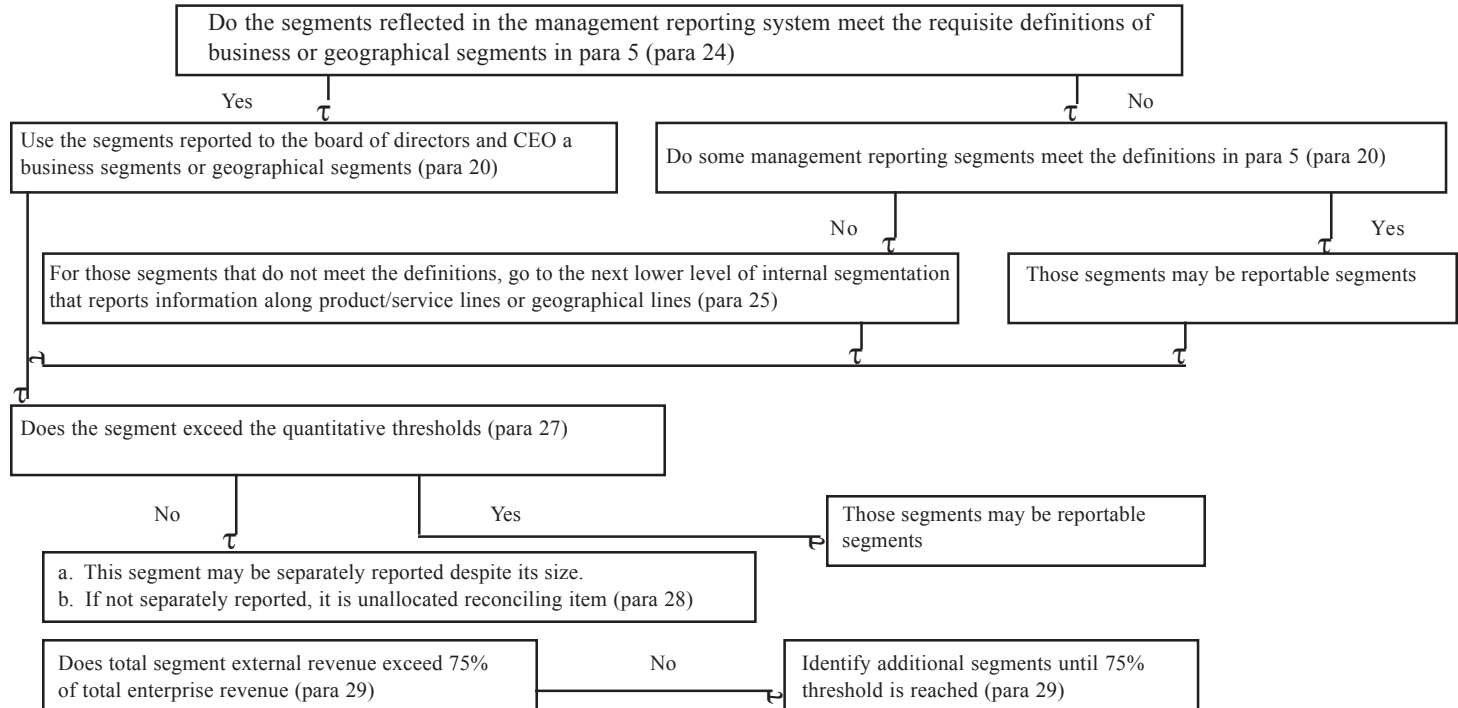 Do the segments reflected in the management reporting system meet the requisite definitions of
business or geographical segments in para 5 (para 24)
Yes
No
Use the segments reported to the board of directors and CEO a
business segments or geographical segments (para 20)
Do some management reporting segments meet the definitions in para 5 (para 20)
No
Yes
For those segments that do not meet the definitions, go to the next lower level of internal segmentation
that reports information along product/service lines or geographical lines (para 25)
Those segments may be reportable segments
Does the segment exceed the quantitative thresholds (para 27)
No
Yes
Those segments may be reportable
segments
a. This segment may be separately reported despite its size.
b. If not separately reported, it is unallocated reconciling item (para 28)
Does total segment external revenue exceed 75%
of total enterprise revenue (para 29)
No
Identify additional segments until 75%
threshold is reached (para 29)